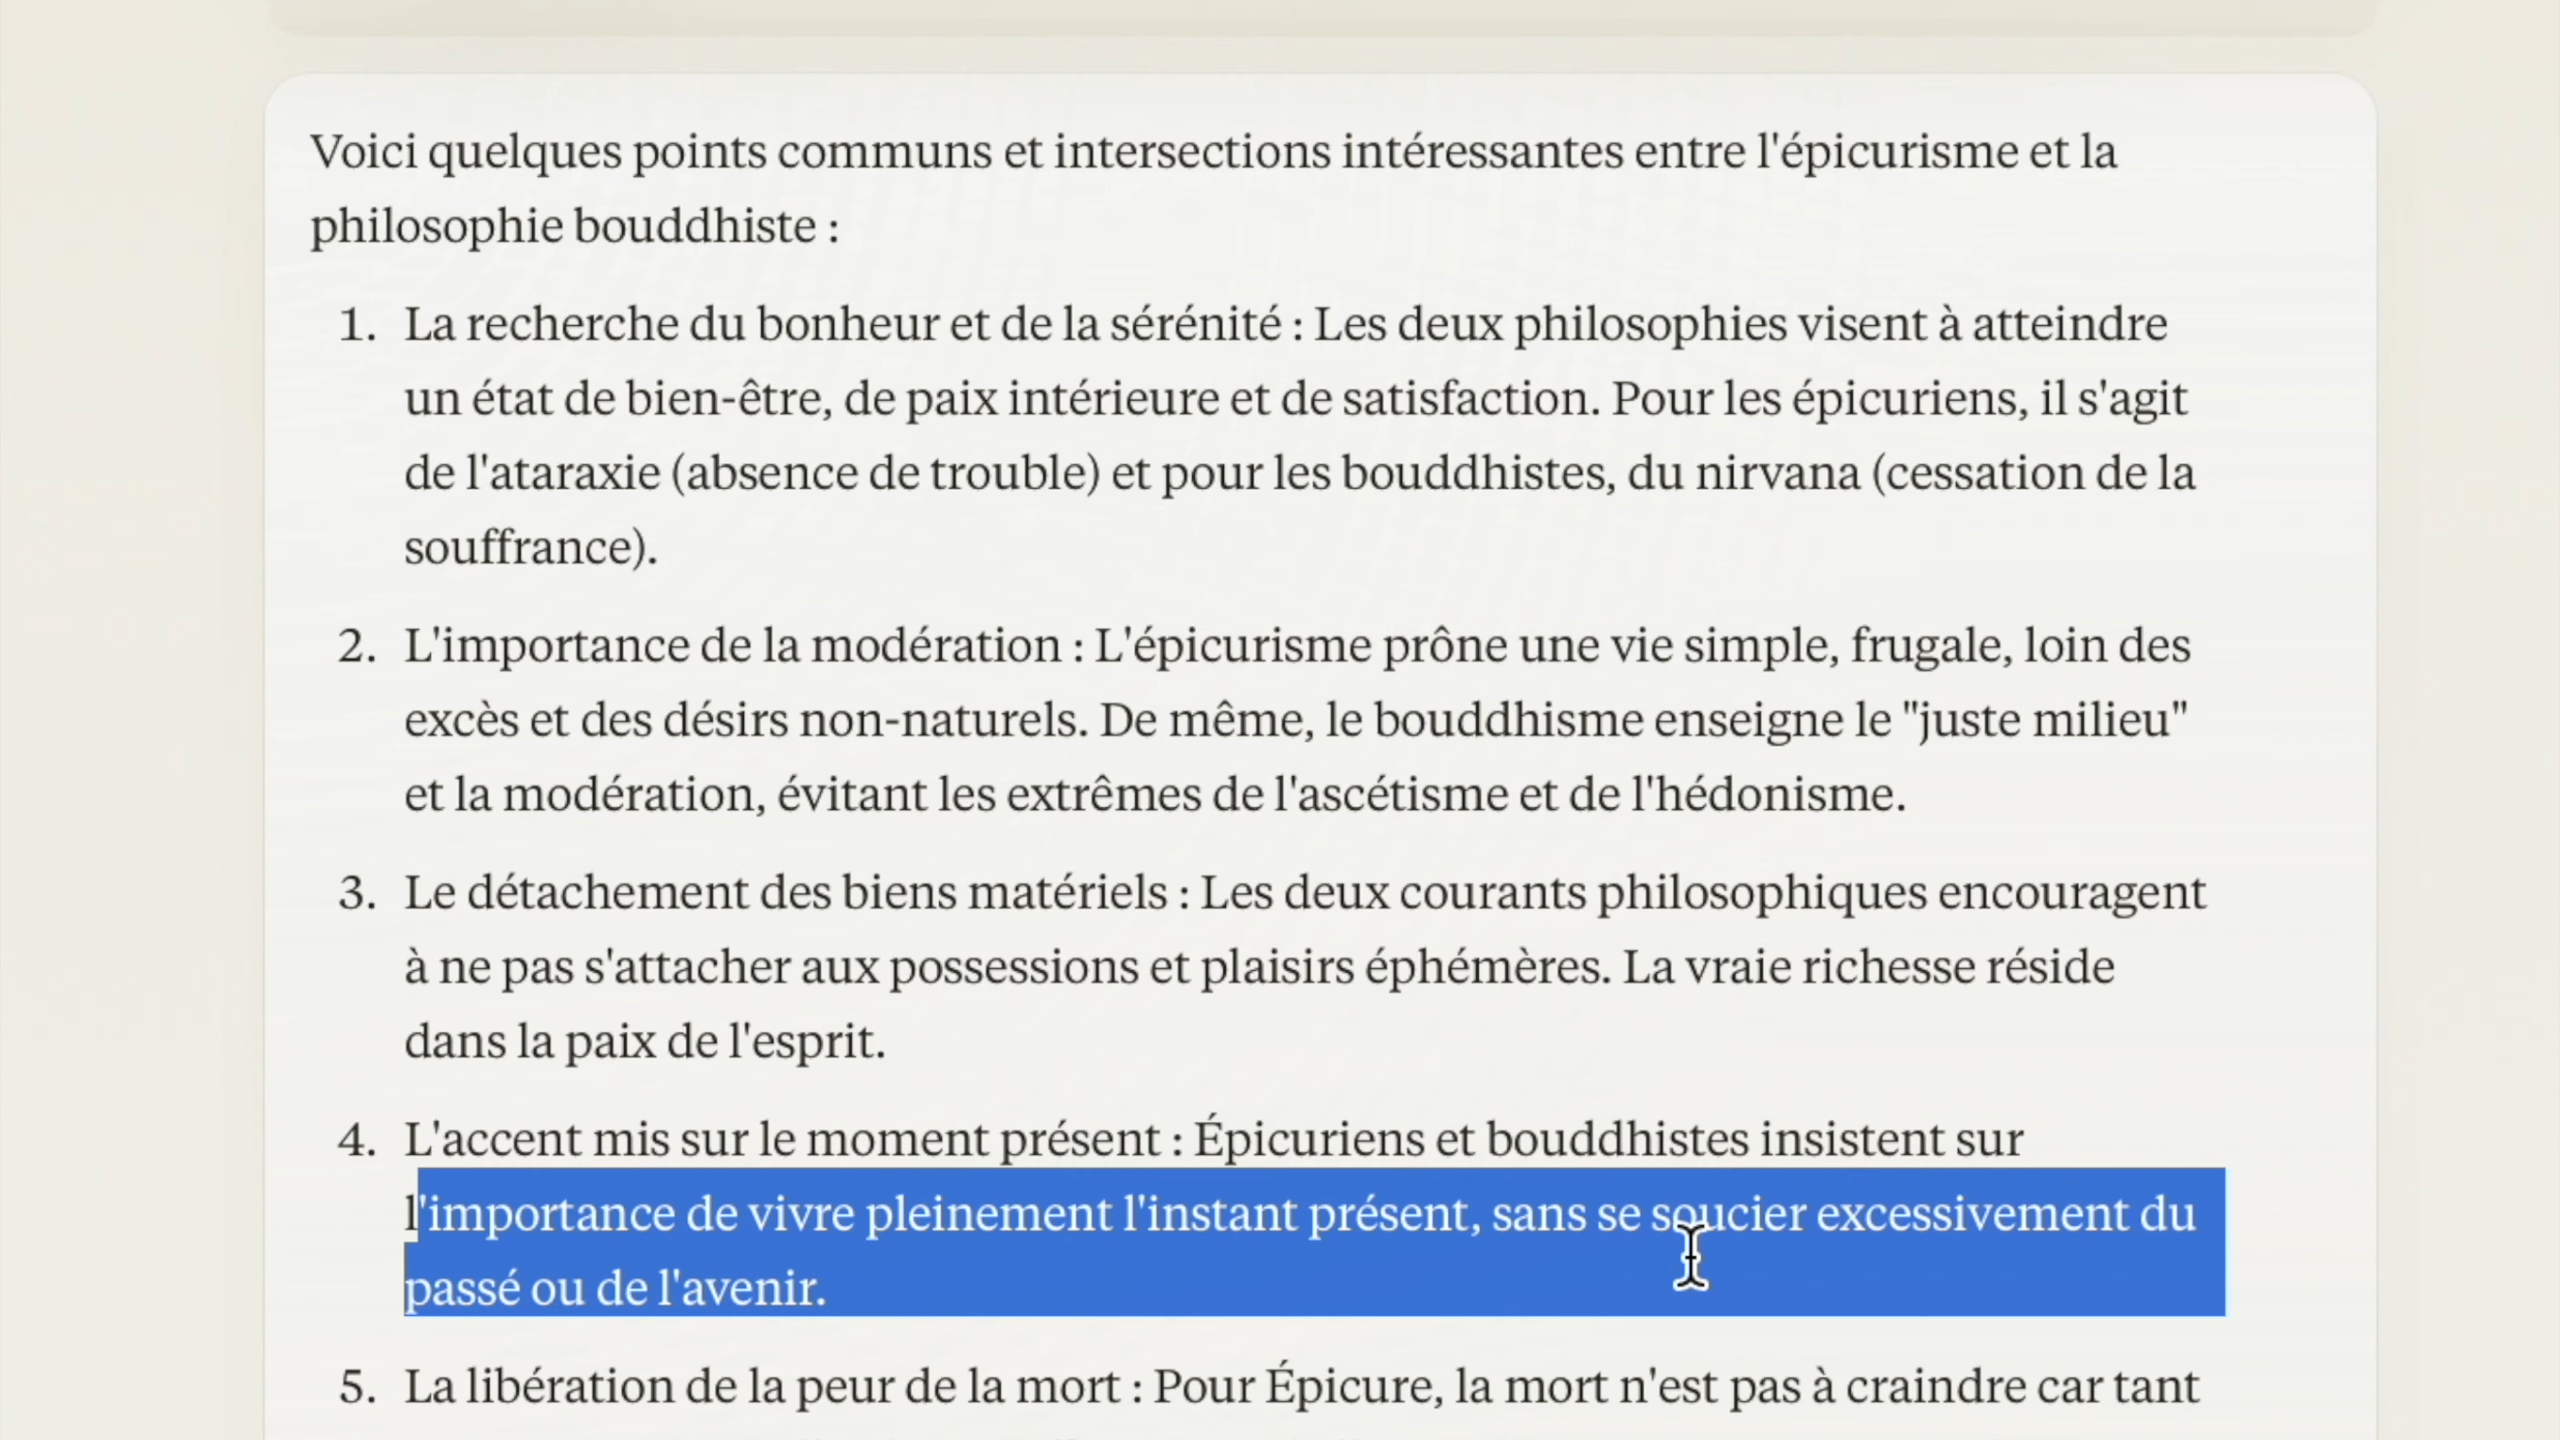 Voici quelques points communs et intersections intéressantes entre l'épicurisme et la
philosophie bouddhiste :
1. La recherche du bonheur et de la sérénité : Les deux philosophies visent à atteindre
un état de bien-être, de paix intérieure et de satisfaction. Pour les épicuriens, il s'agit
de l'ataraxie (absence de trouble) et pour les bouddhistes, du nirvana (cessation de la
souffrance).
2. L'importance de la modération : L'épicurisme prône une vie simple, frugale, loin des
excès et des désirs non-naturels. De même, le bouddhisme enseigne le "juste milieu"
et la modération, évitant les extrêmes de l'ascétisme et de l'hédonisme.
3. Le détachement des biens matériels : Les deux courants philosophiques encouragent
à ne pas s'attacher aux possessions et plaisirs éphémères. La vraie richesse réside
dans la paix de l'esprit.
4. L'accent mis sur le moment présent : Épicuriens et bouddhistes insistent sur
l'importance de vivre pleinement l'instant présent, sans se soucier excessivement du
passé ou de l'avenir.
5. La libération de la peur de la mort : Pour Épicure, la mort n'est pas à craindre car tant